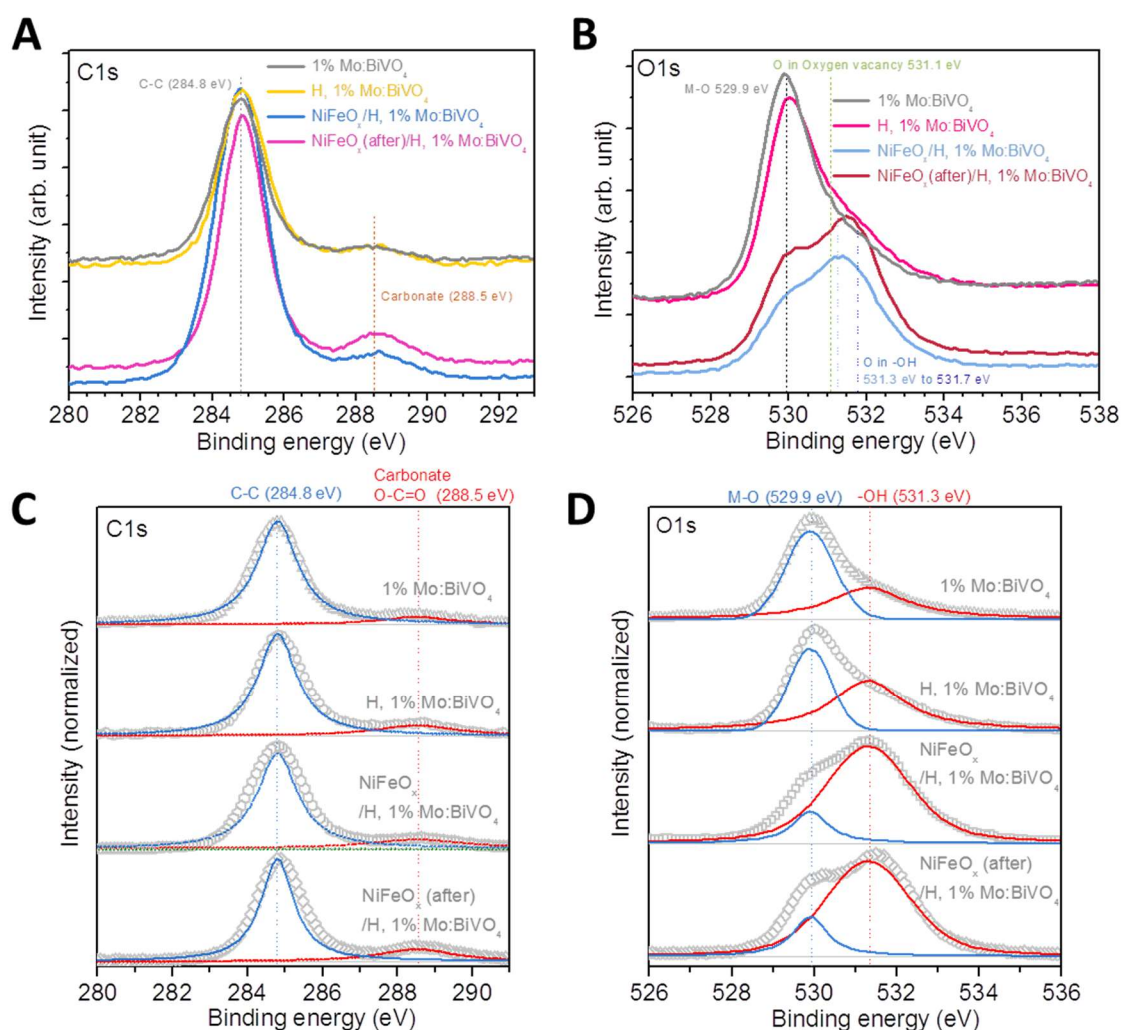 A
C1s
C-C (284.8 eV)
1% Mo:BiVO₄
H, 1% Mo:BiVO₄
NiFeOₓ/H, 1% Mo:BiVO₄
NiFeOₓ(after)/H, 1% Mo:BiVO₄
Carbonate (288.5 eV)
Intensity (arb. unit)
280 282 284 286 288 290 292
Binding energy (eV)
B
O1s
O in Oxygen vacancy 531.1 eV
M-O 529.9 eV
1% Mo:BiVO₄
H, 1% Mo:BiVO₄
NiFeOₓ/H, 1% Mo:BiVO₄
NiFeOₓ(after)/H, 1% Mo:BiVO₄
O in -OH
531.3 eV to 531.7 eV
Intensity (arb. unit)
526 528 530 532 534 536 538
Binding energy (eV)
C
C1s
C-C (284.8 eV)
Carbonate
O-C=O (288.5 eV)
1% Mo:BiVO₄
H, 1% Mo:BiVO₄
NiFeOₓ
/H, 1% Mo:BiVO₄
NiFeOₓ (after)
/H, 1% Mo:BiVO₄
Intensity (normalized)
280 282 284 286 288 290
Binding energy (eV)
D
O1s
M-O (529.9 eV)
-OH (531.3 eV)
1% Mo:BiVO₄
H, 1% Mo:BiVO₄
NiFeOₓ
/H, 1% Mo:BiVO₄
NiFeOₓ (after)
/H, 1% Mo:BiVO₄
Intensity (normalized)
526 528 530 532 534 536
Binding energy (eV)